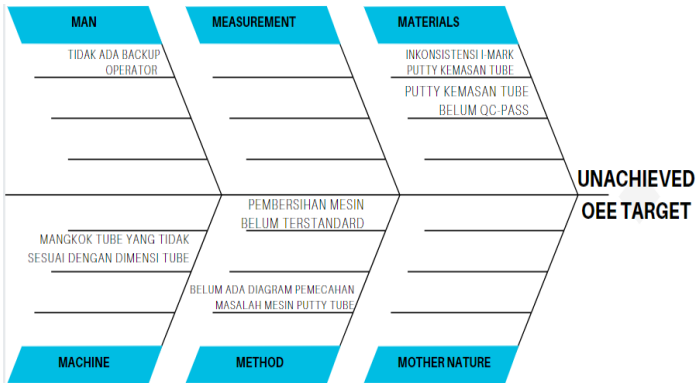 MAN
MEASUREMENT
MATERIALS
TIDAK ADA BACKUP
OPERATOR
INKONSISTENSI I-MARK
PUTTY KEMASAN TUBE
PUTTY KEMASAN TUBE
BELUM QC-PASS
UNACHIEVED
OEE TARGET
PEMBERSIHAN MESIN
BELUM TERSTANDARD
MANGKOK TUBE YANG TIDAK
SESUAI DENGAN DIMENSI TUBE
BELUM ADA DIAGRAM PEMECAHAN
MASALAH MESIN PUTTY TUBE
MACHINE
METHOD
MOTHER NATURE